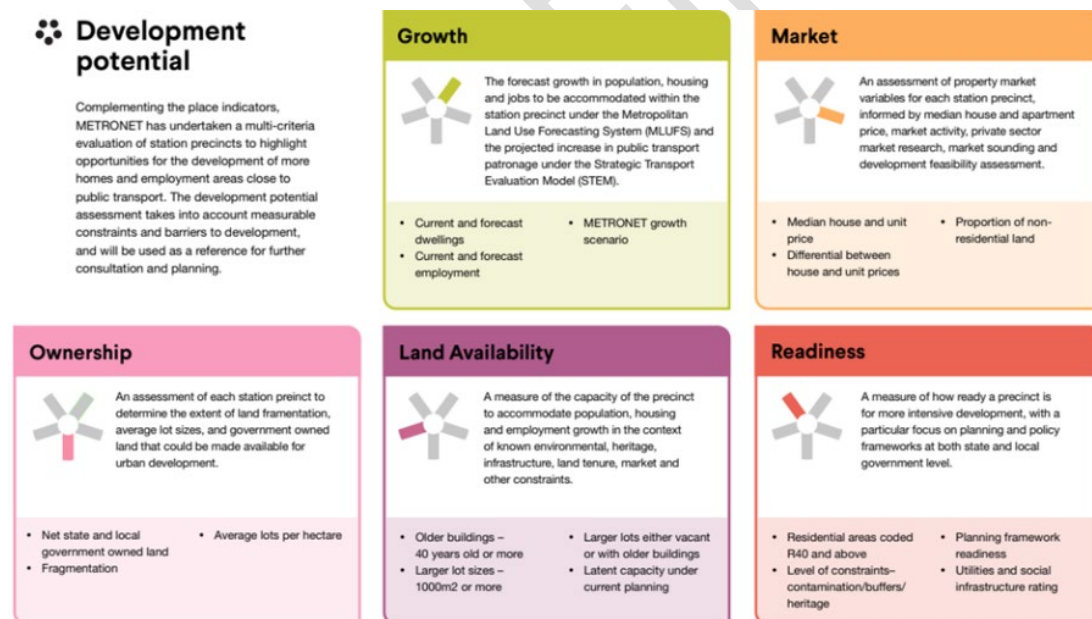 Development
potential
Complementing the place indicators,
METRONET has undertaken a multi-criteria
evaluation of station precincts to highlight
opportunities for the development of more
homes and employment areas close to
public transport. The development potential
assessment takes into account measurable
constraints and barriers to development,
and will be used as a reference for further
consultation and planning.
Growth
The forecast growth in population, housing
and jobs to be accommodated within the
station precinct under the Metropolitan
Land Use Forecasting System (MLUFS) and
the projected increase in public transport
patronage under the Strategic Transport
Evaluation Model (STEM).
• Current and forecast
dwellings
• Current and forecast
employment
• METRONET growth
scenario
Market
An assessment of property market
variables for each station precinct,
informed by median house and apartment
price, market activity, private sector
market research, market sounding and
development feasibility assessment.
• Median house and unit
price
• Differential between
house and unit prices
• Proportion of non-
residential land
Ownership
An assessment of each station preinct to
determine the extent of land framentation,
average lot sizes, and government owned
land that could be made available for
urban development.
• Net state and local
government owned land
• Fragmentation
• Average lots per hectare
Land Availability
A measure of the capacity of the precinct
to accommodate population, housing
and employment growth in the context
of known environmental, heritage,
infrastructure, land tenure, market and
other constraints.
• Older buildings –
40 years old or more
• Larger lot sizes –
1000m2 or more
• Larger lots either vacant
or with older buildings
• Latent capacity under
current planning
Readiness
A measure of how ready a precinct is
for more intensive development, with a
particular focus on planning and policy
frameworks at both state and local
government level.
• Residential areas coded
R40 and above
• Level of constraints–
contamination/buffers/
heritage
• Planning framework
readiness
• Utilities and social
infrastructure rating